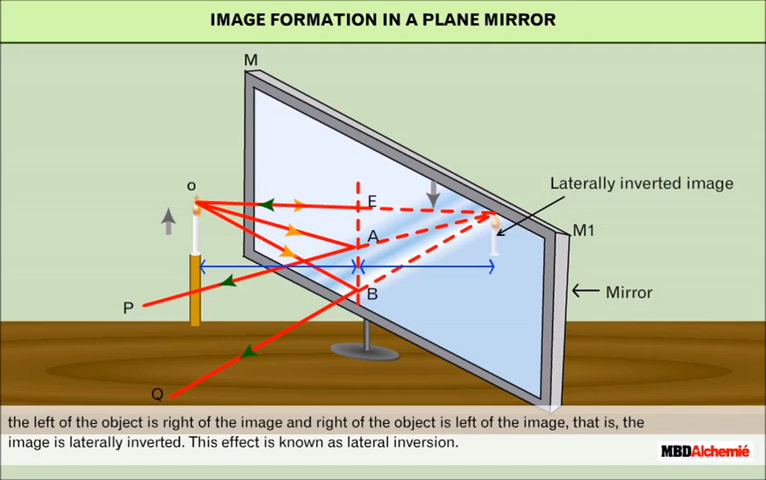 IMAGE FORMATION IN A PLANE MIRROR
M
O
E
Laterally inverted image
A
M1
B
Mirror
P
Q
the left of the object is right of the image and right of the object is left of the image, that is, the
image is laterally inverted. This effect is known as lateral inversion.
MBDAlchemié